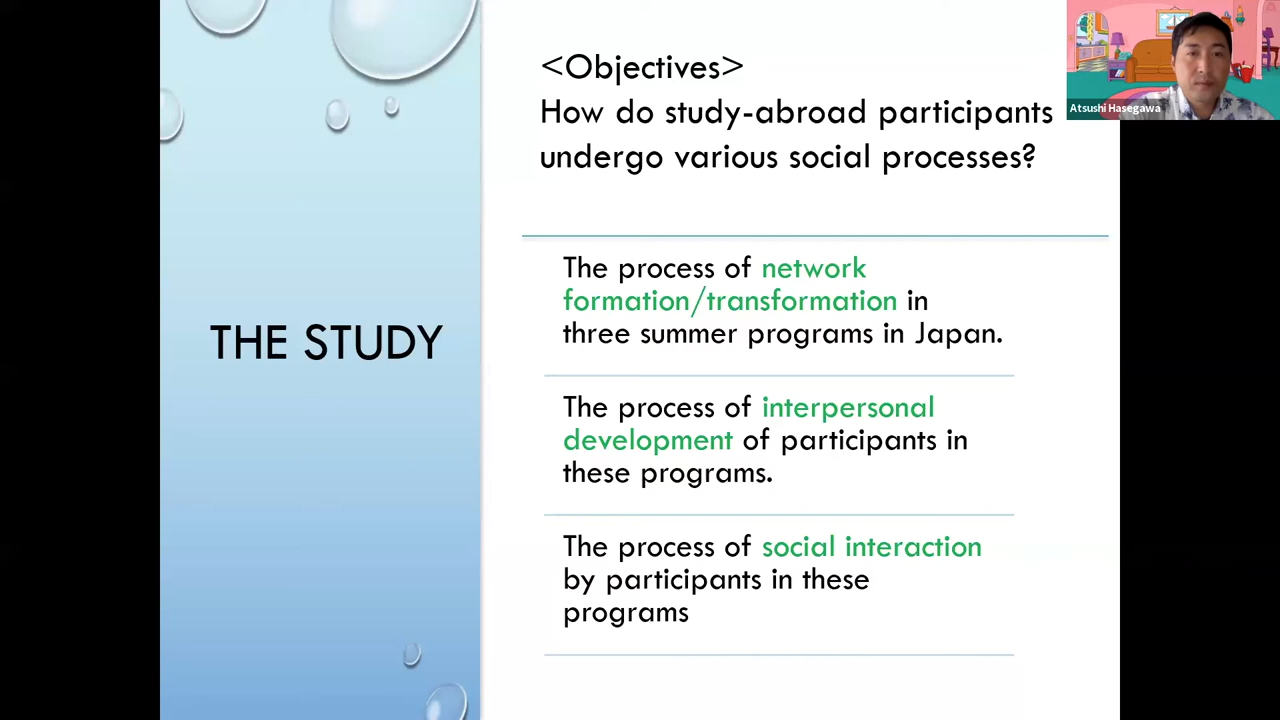 <Objectives>
How do study-abroad participants
undergo various social processes?
Atsushi Hasegawa
THE STUDY
The process of network
formation/transformation in
three summer programs in Japan.
The process of interpersonal
development of participants in
these programs.
The process of social interaction
by participants in these
programs